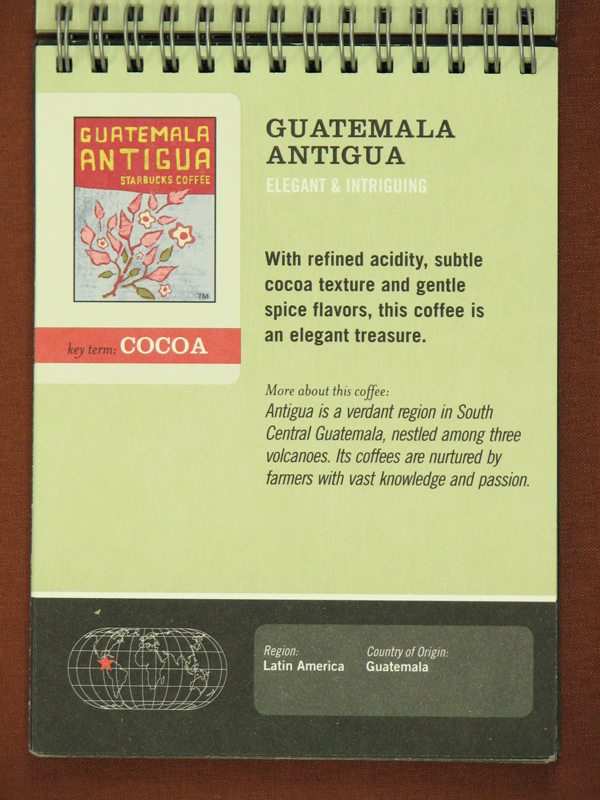 GUATEMALA
ANTIGUA
STARBUCKS COFFEE
TM
key term: COCOA
GUATEMALA
ANTIGUA
ELEGANT & INTRIGUING
With refined acidity, subtle
cocoa texture and gentle
spice flavors, this coffee is
an elegant treasure.
More about this coffee:
Antigua is a verdant region in South
Central Guatemala, nestled among three
volcanoes. Its coffees are nurtured by
farmers with vast knowledge and passion.
Region:
Latin America
Country of Origin:
Guatemala